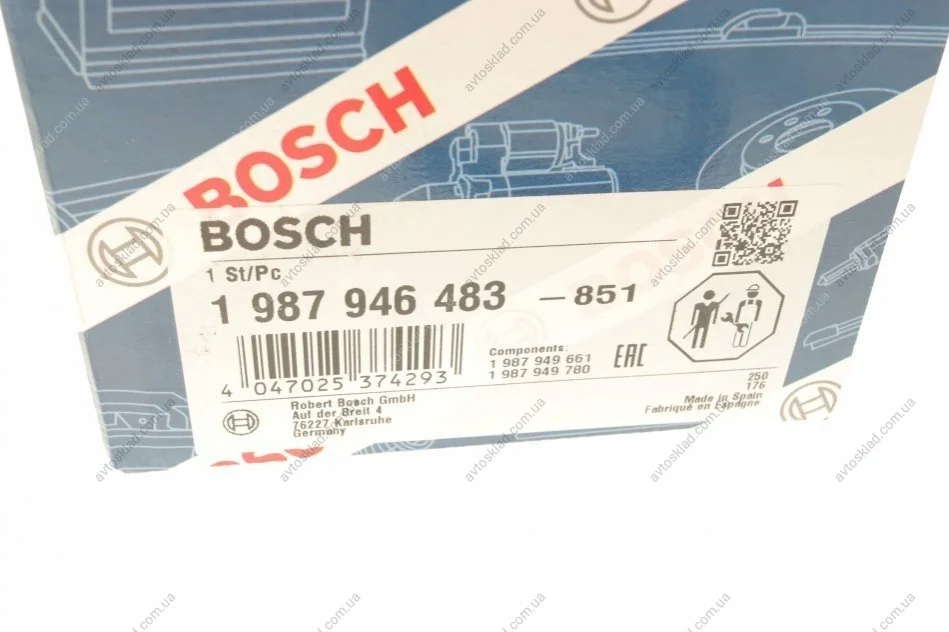 BOSCH
BOSCH
1 St/Pc
1 987 946 483 – 851
4 047025 374293
Components:
1 987 949 661
1 987 949 780
EAC
250
176
Robert Bosch GmbH
Auf der Breit 4
76227 Karlsruhe
Germany
Made in Spain
Fabriqué en Espagne
avtosklad.com.ua